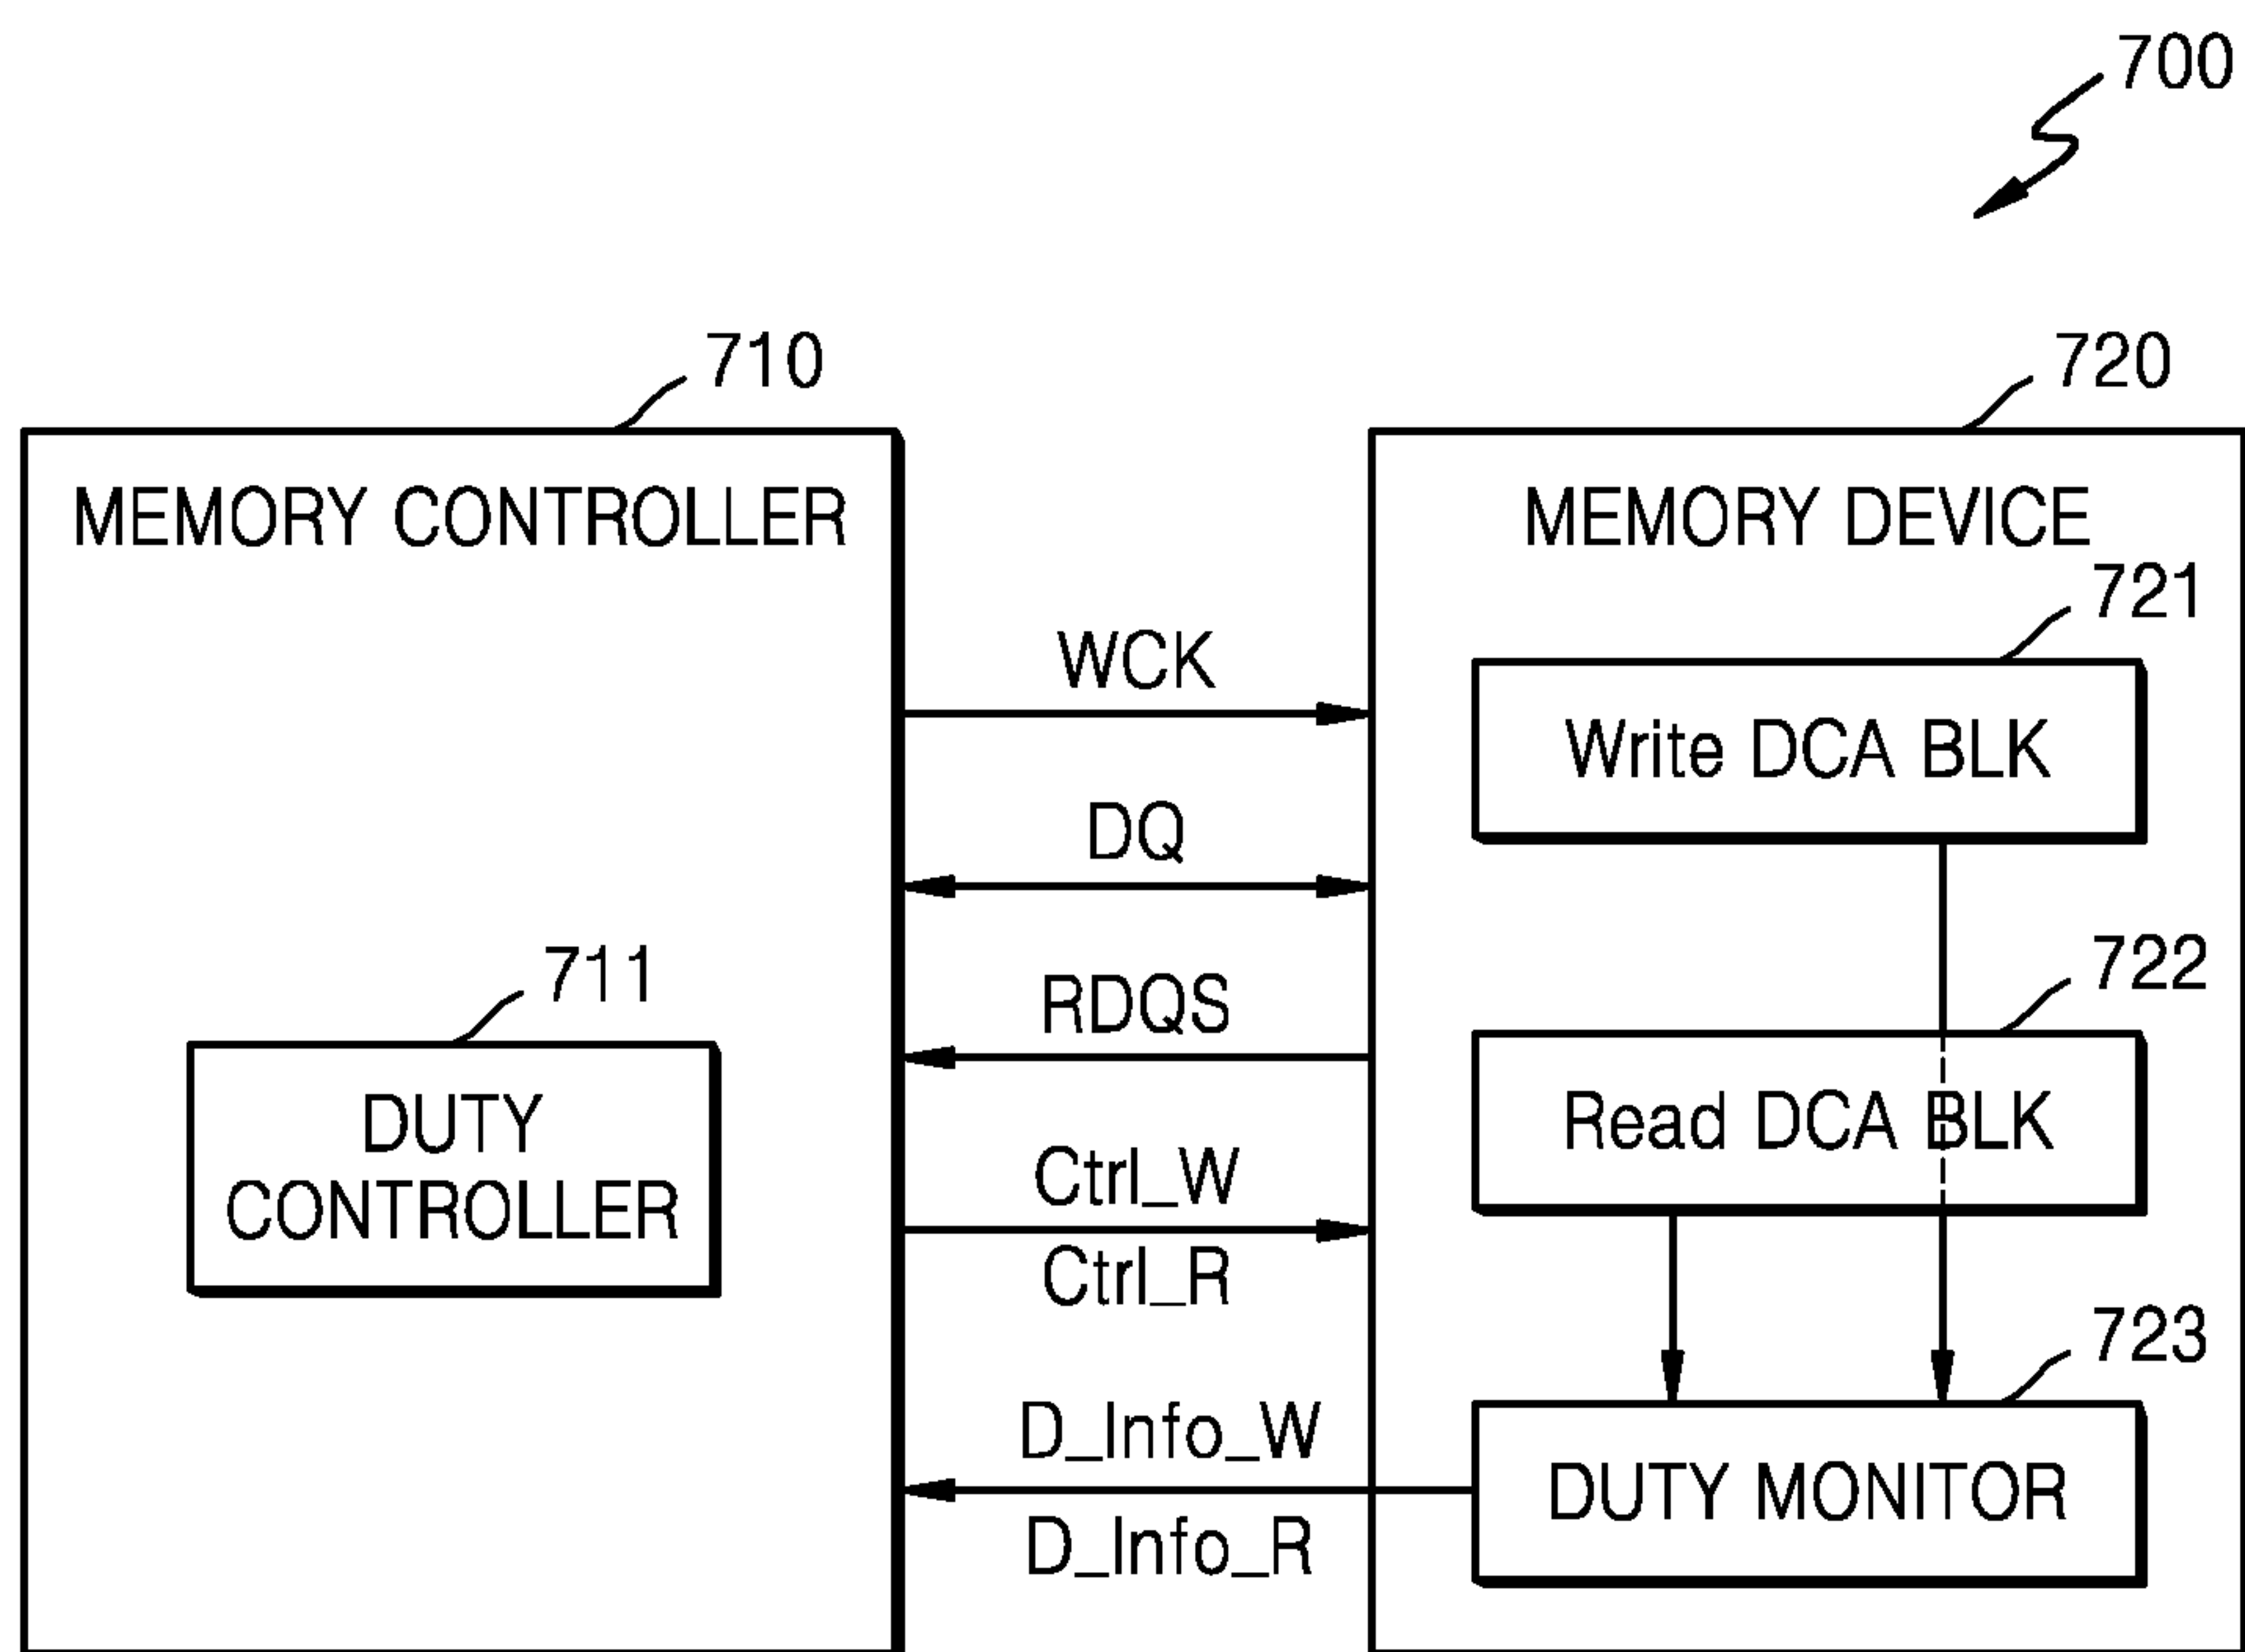 700
710
720
MEMORY CONTROLLER
MEMORY DEVICE
721
WCK
Write DCA BLK
DQ
711
722
RDQS
DUTY
CONTROLLER
Read DCA BLK
Ctrl_W
Ctrl_R
723
D_Info_W
DUTY MONITOR
D_Info_R